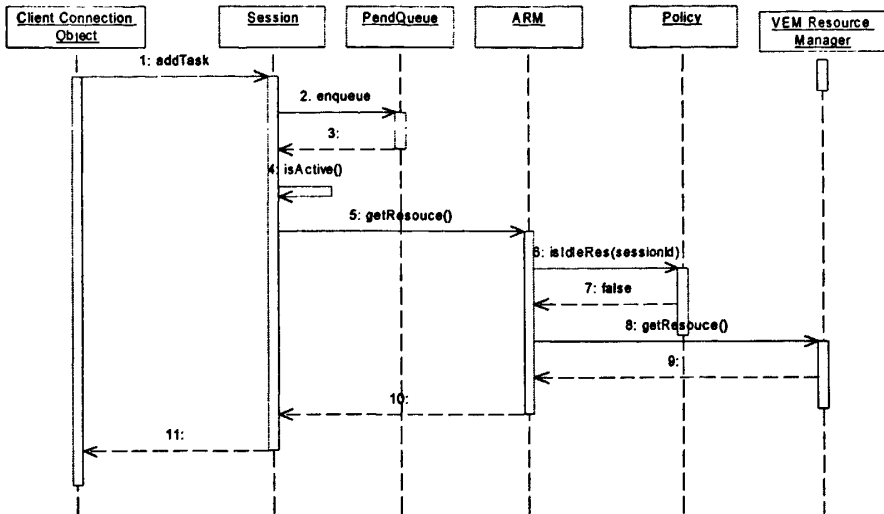 Client Connection
Object
Session
PendQueue
ARM
Policy
VEM Resource
Manager
1: addTask
2. enqueue
3:
4: isActive()
5: getResouce()
6: isIdleRes(sessionId)
7: false
8: getResouce()
9:
10:
11: